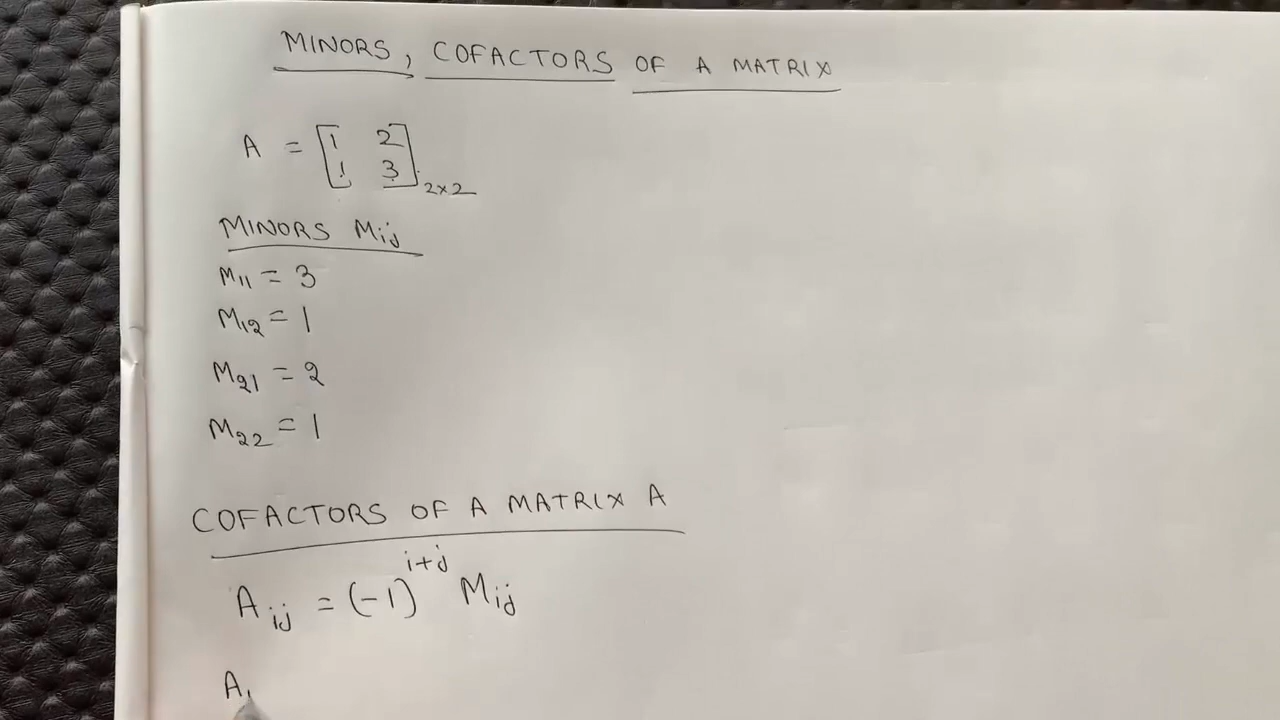 MINORS, COFACTORS OF A MATRIX
A = [1 2
1 3]2×2
MINORS Mij
M11 = 3
M12 = 1
M21 = 2
M22 = 1
COFACTORS OF A MATRIX A
Aij = (-1)^i+j Mij
A1